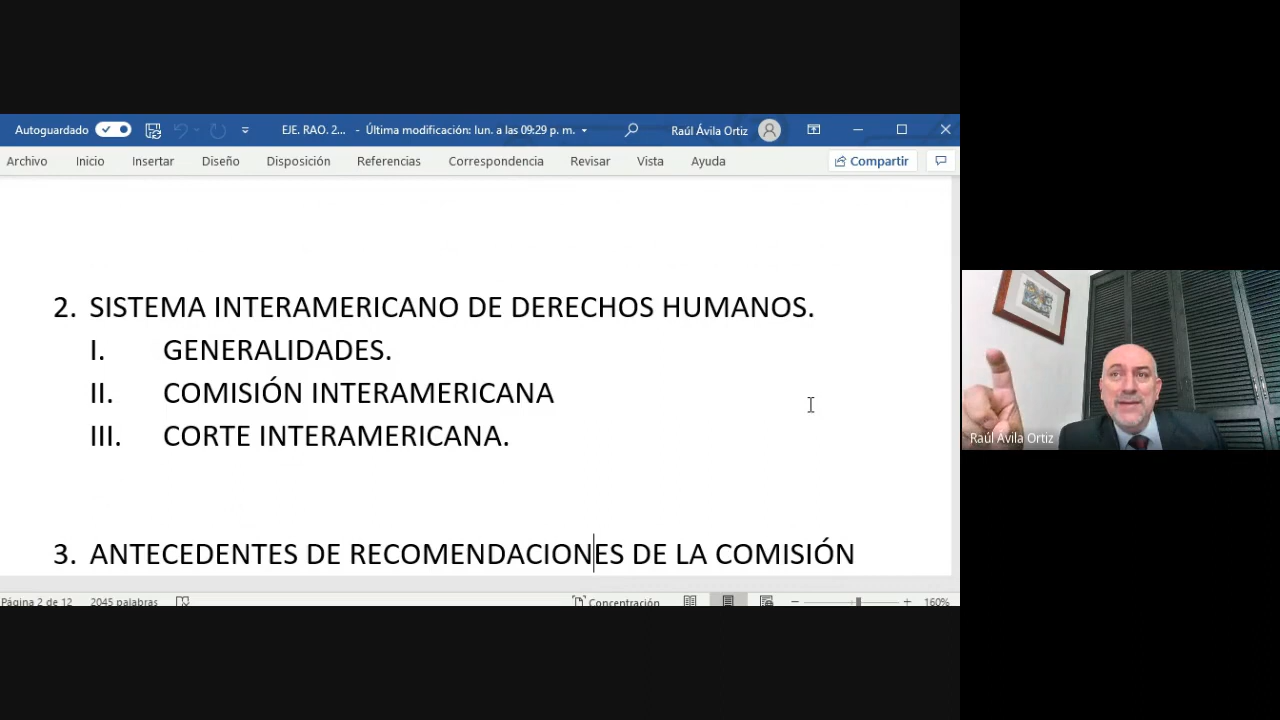 Autoguardado EJE. RAO. 2... - Última modificación: lun. a las 09:29 p. m. Raúl Ávila Ortiz
Archivo Inicio Insertar Diseño Disposición Referencias Correspondencia Revisar Vista Ayuda Compartir
2. SISTEMA INTERAMERICANO DE DERECHOS HUMANOS.
I. GENERALIDADES.
II. COMISIÓN INTERAMERICANA
III. CORTE INTERAMERICANA.
Raúl Avila Ortiz
3. ANTECEDENTES DE RECOMENDACIONES DE LA COMISIÓN
Página 2 de 12 2045 palabras Concentración 160%